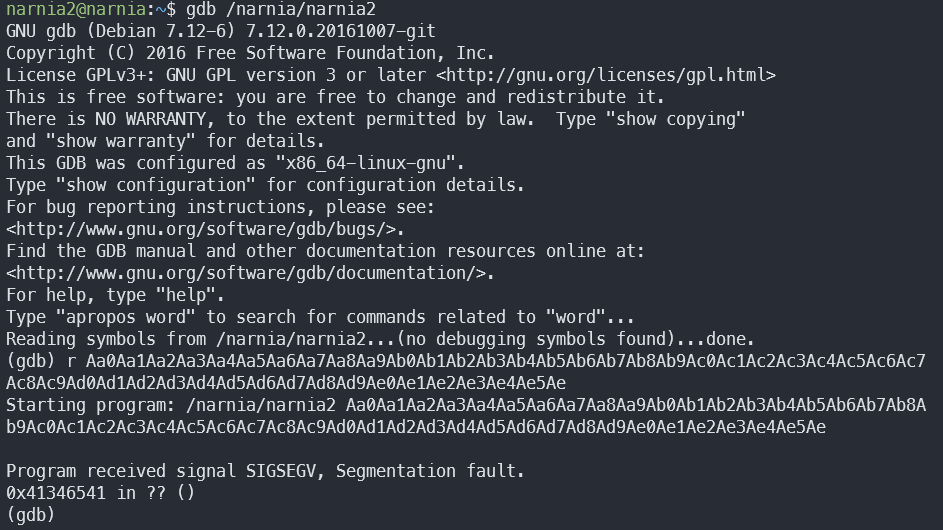 narnia2@narnia:~$ gdb /narnia/narnia2
GNU gdb (Debian 7.12-6) 7.12.0.20161007-git
Copyright (C) 2016 Free Software Foundation, Inc.
License GPLv3+: GNU GPL version 3 or later <http://gnu.org/licenses/gpl.html>
This is free software: you are free to change and redistribute it.
There is NO WARRANTY, to the extent permitted by law.  Type "show copying"
and "show warranty" for details.
This GDB was configured as "x86_64-linux-gnu".
Type "show configuration" for configuration details.
For bug reporting instructions, please see:
<http://www.gnu.org/software/gdb/bugs/>.
Find the GDB manual and other documentation resources online at:
<http://www.gnu.org/software/gdb/documentation/>.
For help, type "help".
Type "apropos word" to search for commands related to "word"...
Reading symbols from /narnia/narnia2...(no debugging symbols found)...done.
(gdb) r Aa0Aa1Aa2Aa3Aa4Aa5Aa6Aa7Aa8Aa9Ab0Ab1Ab2Ab3Ab4Ab5Ab6Ab7Ab8Ab9Ac0Ac1Ac2Ac3Ac4Ac5Ac6Ac7
Ac8Ac9Ad0Ad1Ad2Ad3Ad4Ad5Ad6Ad7Ad8Ad9Ae0Ae1Ae2Ae3Ae4Ae5Ae
Starting program: /narnia/narnia2 Aa0Aa1Aa2Aa3Aa4Aa5Aa6Aa7Aa8Aa9Ab0Ab1Ab2Ab3Ab4Ab5Ab6Ab7Ab8A
b9Ac0Ac1Ac2Ac3Ac4Ac5Ac6Ac7Ac8Ac9Ad0Ad1Ad2Ad3Ad4Ad5Ad6Ad7Ad8Ad9Ae0Ae1Ae2Ae3Ae4Ae5Ae
Program received signal SIGSEGV, Segmentation fault.
0x41346541 in ?? ()
(gdb)